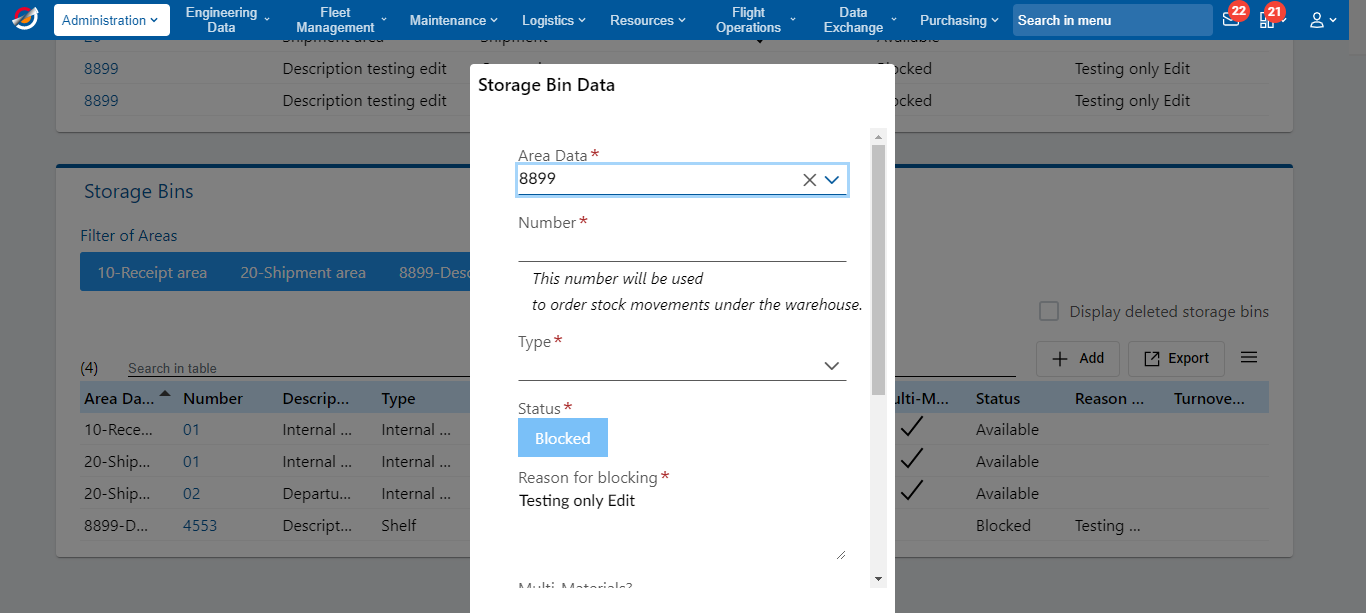 Administration
Engineering
Data
Fleet
Management
Maintenance
Logistics
Resources
Flight
Operations
Data
Exchange
Purchasing
Search in menu
22
21
20 Shipment area Shipment Available
8899 Description testing edit Blocked Testing only Edit
8899 Description testing edit Blocked Testing only Edit
Storage Bin Data
Area Data *
8899
Number *
This number will be used
to order stock movements under the warehouse.
Type *
Status *
Blocked
Reason for blocking *
Testing only Edit
Multi-Materials?
Storage Bins
Filter of Areas
10-Receipt area 20-Shipment area 8899-Desc
Display deleted storage bins
(4) Search in table Add Export
Area Da... Number Descrip... Type ulti-M... Status Reason ... Turnove...
10-Rece... 01 Internal ... Internal ... Available
20-Ship... 01 Internal ... Internal ... Available
20-Ship... 02 Departu... Internal ... Available
8899-D... 4553 Descript... Shelf Blocked Testing ...